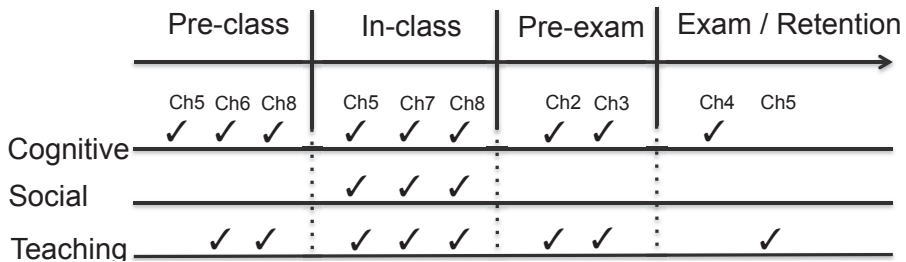 Pre-class In-class Pre-exam Exam / Retention
Ch5 Ch6 Ch8 Ch5 Ch7 Ch8 Ch2 Ch3 Ch4 Ch5
✓ ✓ ✓ ✓ ✓ ✓ ✓ ✓ ✓
Cognitive
✓ ✓ ✓
Social
✓ ✓ ✓ ✓ ✓ ✓ ✓ ✓
Teaching